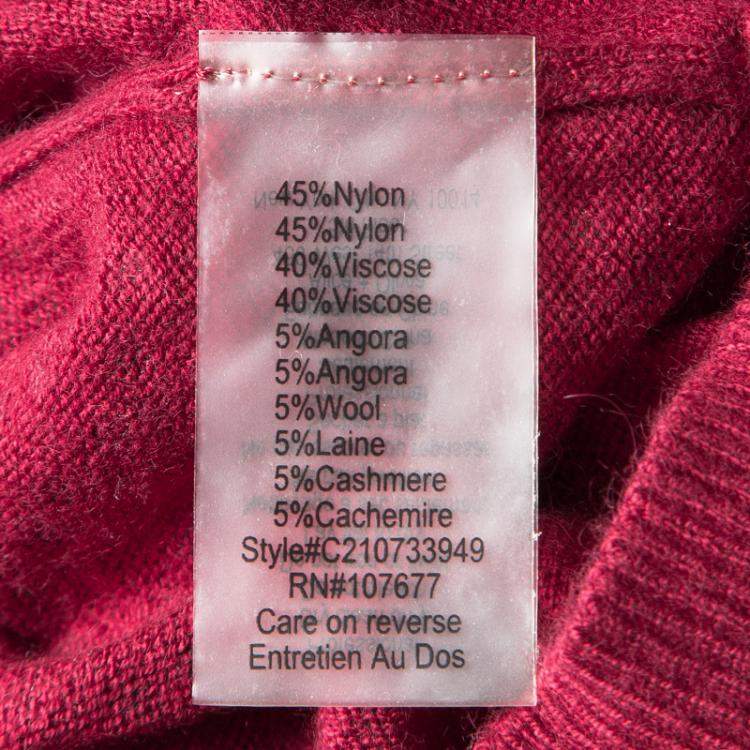 45%Nylon
45%Nylon
40%Viscose
40%Viscose
5%Angora
5%Angora
5%Wool
5%Laine
5%Cashmere
5%Cachemire
Style#C210733949
RN#107677
Care on reverse
Entretien Au Dos